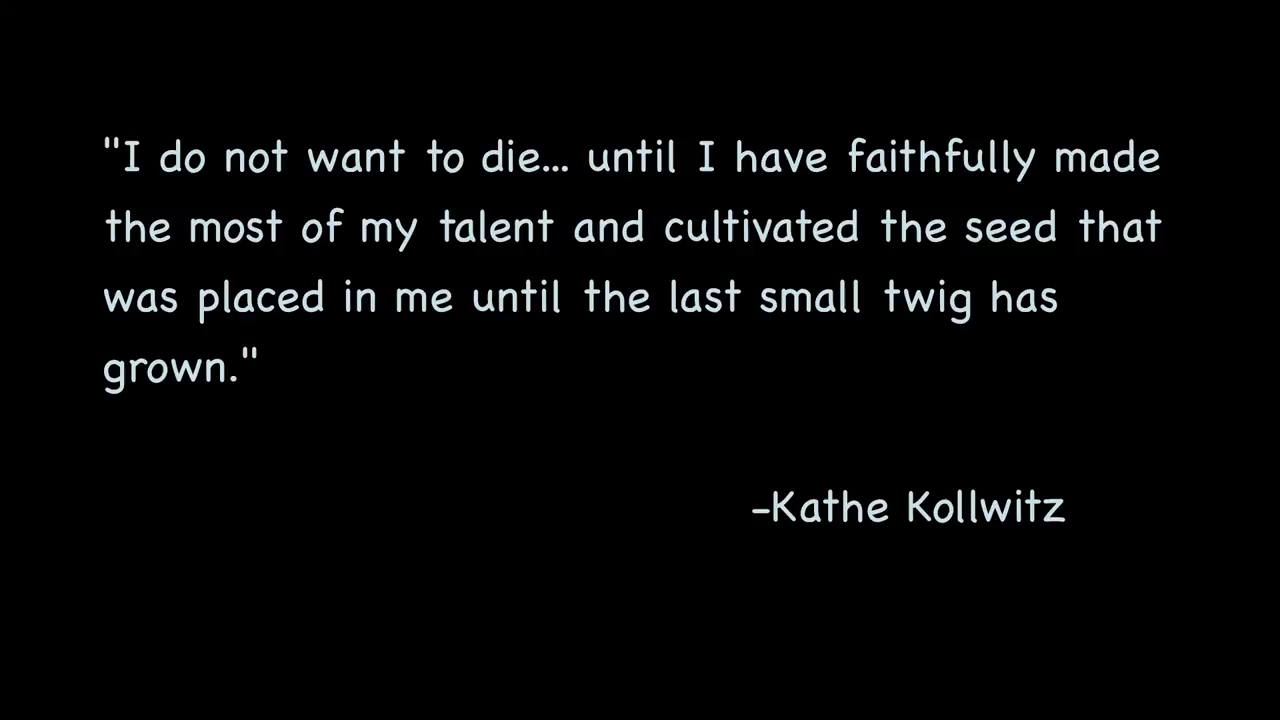 "I do not want to die... until I have faithfully made
the most of my talent and cultivated the seed that
was placed in me until the last small twig has
grown."
-Kathe Kollwitz